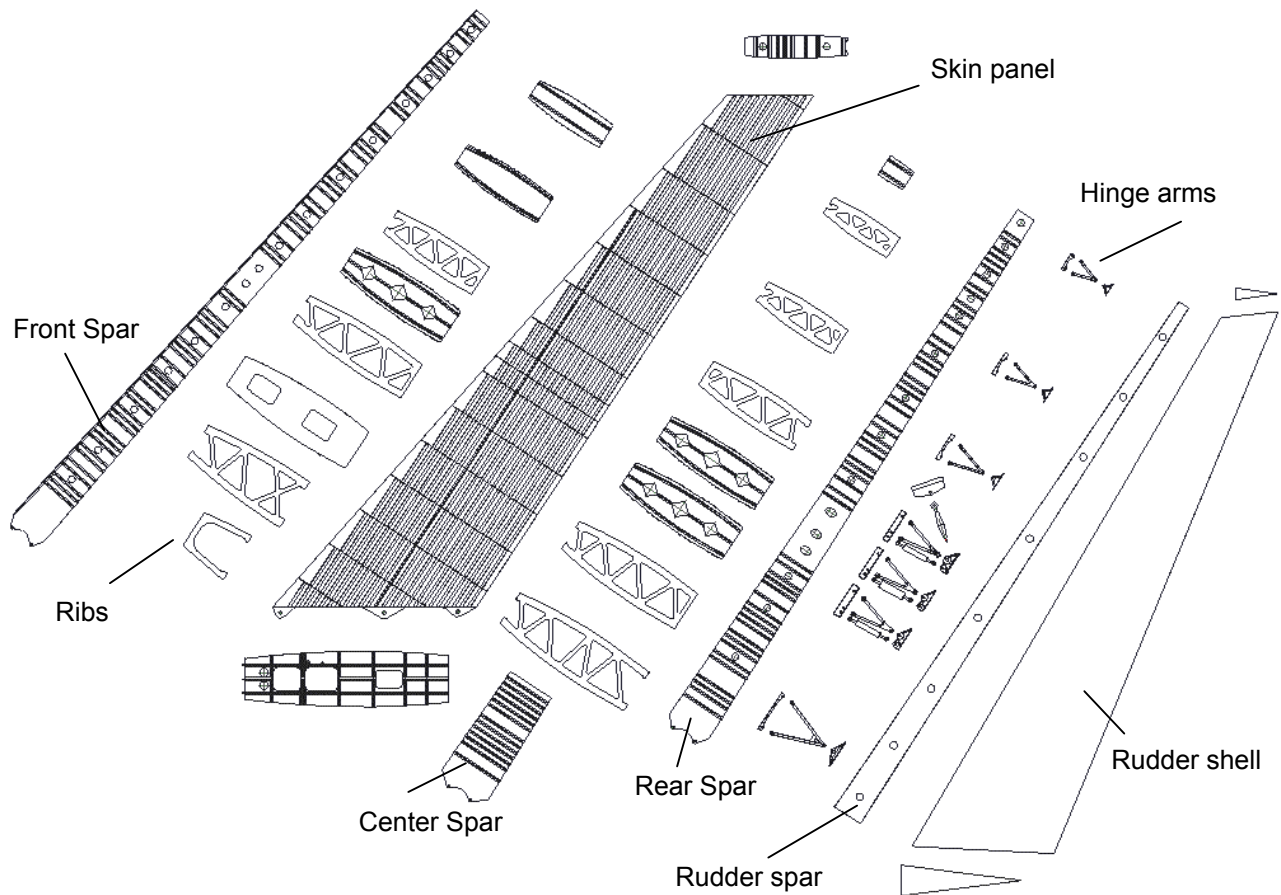 Skin panel
Hinge arms
Front Spar
Ribs
Rear Spar
Rudder shell
Center Spar
Rudder spar